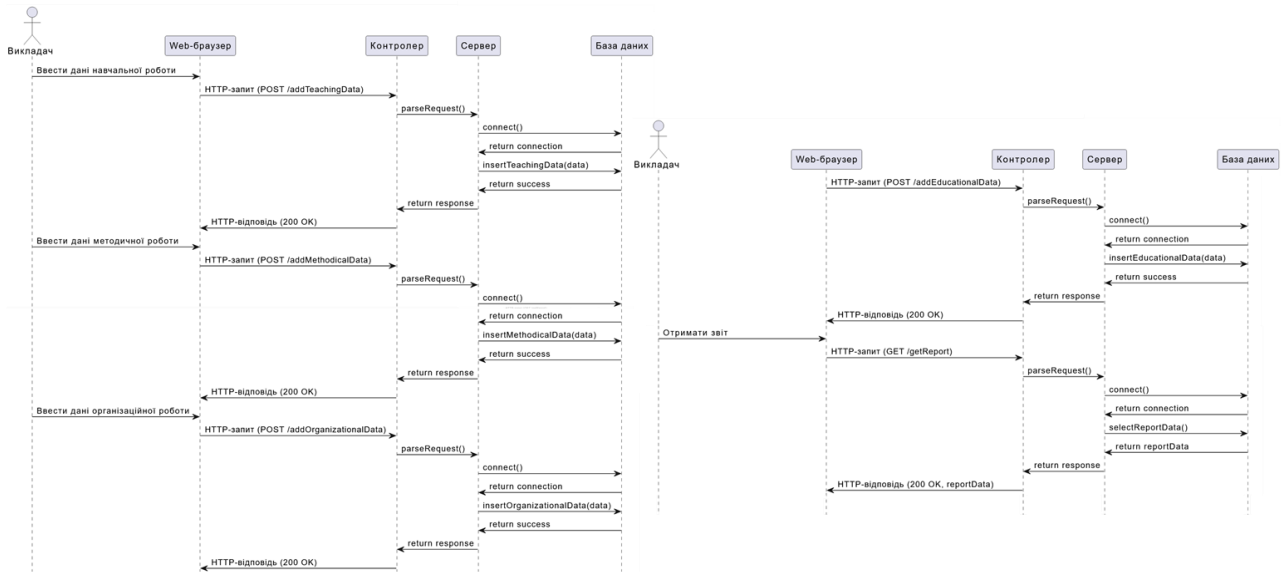 Викладач
Web-браузер
Контролер
Сервер
База даних
Ввести дані навчальної роботи
HTTP-запит (POST /addTeachingData)
parseRequest()
connect()
return connection
insertTeachingData(data)
return success
return response
HTTP-відповідь (200 OK)
Ввести дані методичної роботи
HTTP-запит (POST /addMethodicalData)
parseRequest()
connect()
return connection
insertMethodicalData(data)
return success
return response
HTTP-відповідь (200 OK)
Ввести дані організаційної роботи
HTTP-запит (POST /addOrganizationalData)
parseRequest()
connect()
return connection
insertOrganizationalData(data)
return success
return response
HTTP-відповідь (200 OK)
Викладач
Web-браузер
Контролер
Сервер
База даних
HTTP-запит (POST /addEducationalData)
parseRequest()
connect()
return connection
insertEducationalData(data)
return success
return response
HTTP-відповідь (200 OK)
Отримати звіт
HTTP-запит (GET /getReport)
parseRequest()
connect()
return connection
selectReportData()
return reportData
return response
HTTP-відповідь (200 OK, reportData)